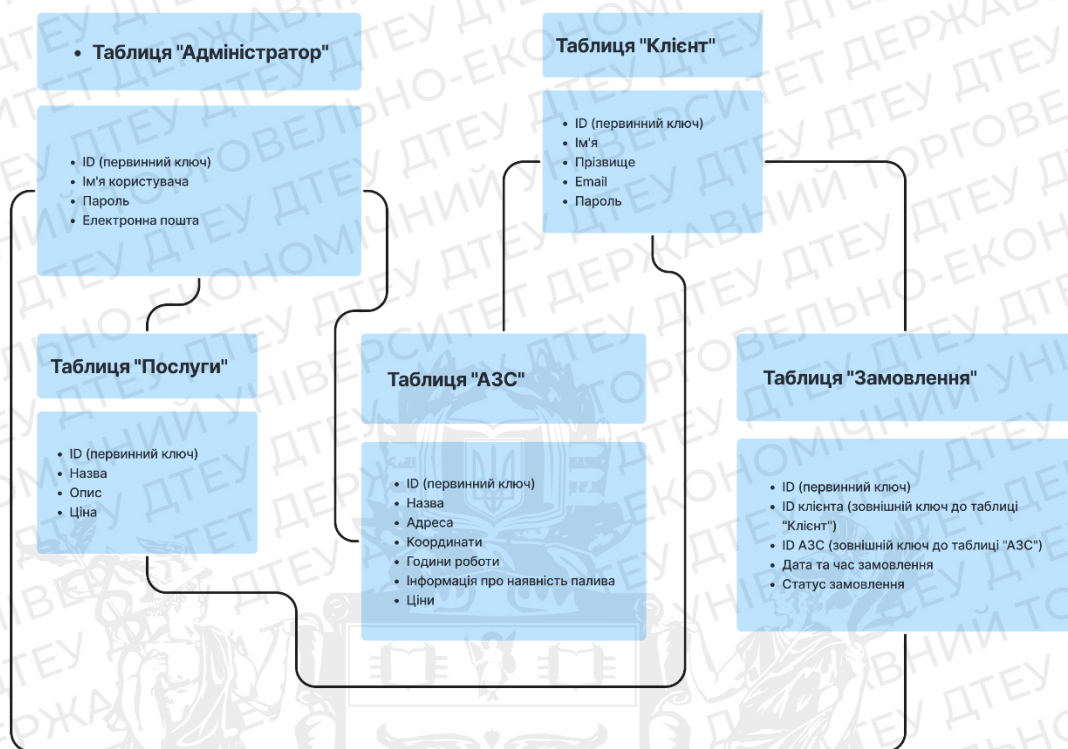 • Таблиця "Адміністратор"
• ID (первинний ключ)
• Ім'я користувача
• Пароль
• Електронна пошта
Таблиця "Клієнт"
• ID (первинний ключ)
• Ім'я
• Прізвище
• Email
• Пароль
Таблиця "Послуги"
• ID (первинний ключ)
• Назва
• Опис
• Ціна
Таблиця "АЗС"
• ID (первинний ключ)
• Назва
• Адреса
• Координати
• Години роботи
• Інформація про наявність палива
• Ціни
Таблиця "Замовлення"
• ID (первинний ключ)
• ID клієнта (зовнішній ключ до таблиці
"Клієнт")
• ID АЗС (зовнішній ключ до таблиці "АЗС")
• Дата та час замовлення
• Статус замовлення